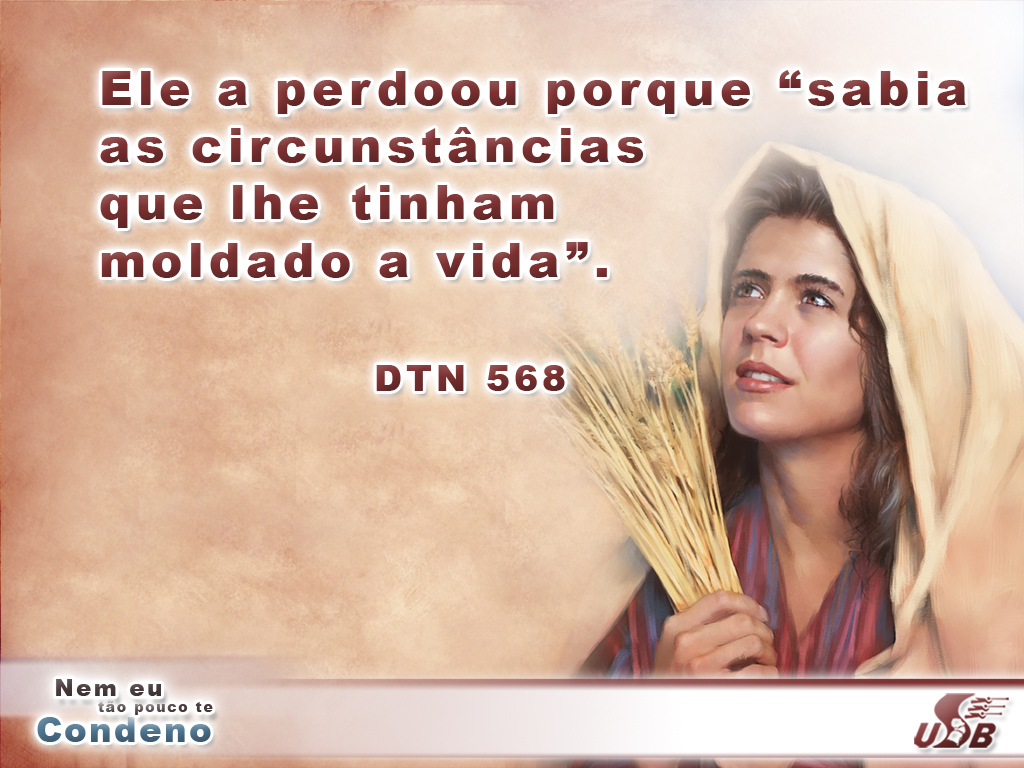 Ele a perdoou porque “sabia
as circunstâncias
que lhe tinham
moldado a vida”.
DTN 568
Nem eu
tão pouco te
Condeno
USB